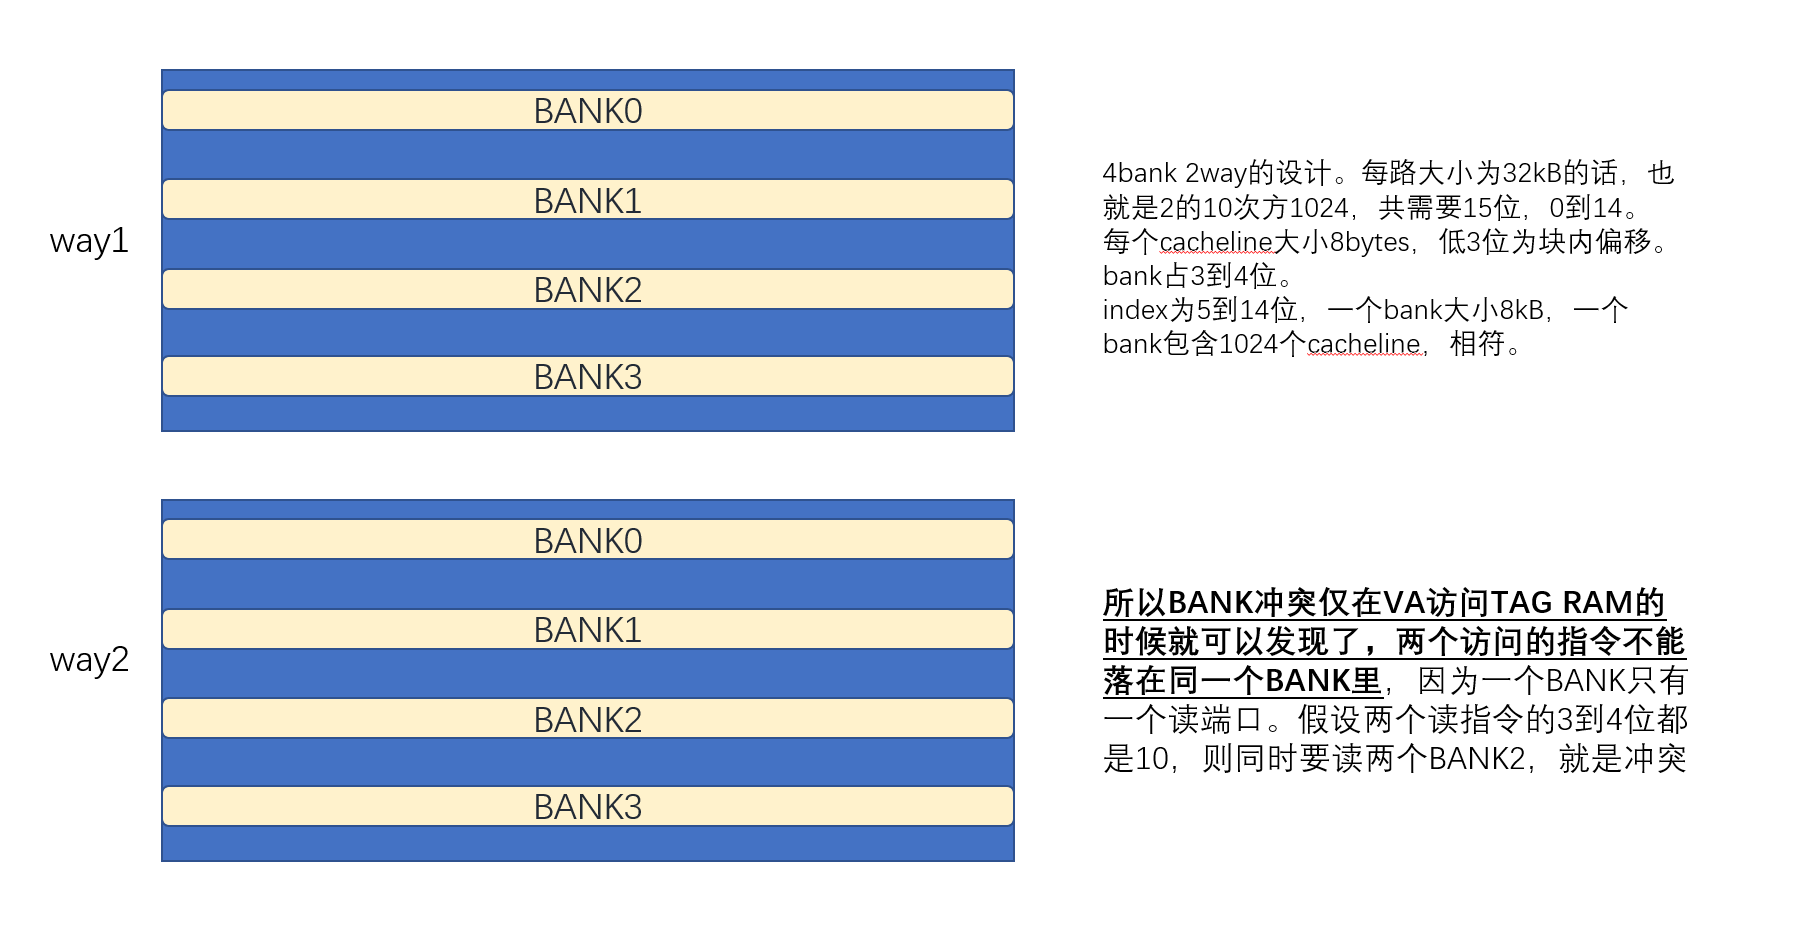 way1
BANK0
BANK1
BANK2
BANK3
4bank 2way的设计。每路大小为32kB的话，也
就是2的10次方1024，共需要15位，0到14。
每个cacheline大小8bytes，低3位为块内偏移。
bank占3到4位。
index为5到14位，一个bank大小8kB，一个
bank包含1024个cacheline，相符。
way2
BANK0
BANK1
BANK2
BANK3
所以BANK冲突仅在VA访问TAG RAM的
时候就可以发现了，两个访问的指令不能
落在同一个BANK里，因为一个BANK只有
一个读端口。假设两个读指令的3到4位都
是10，则同时要读两个BANK2，就是冲突